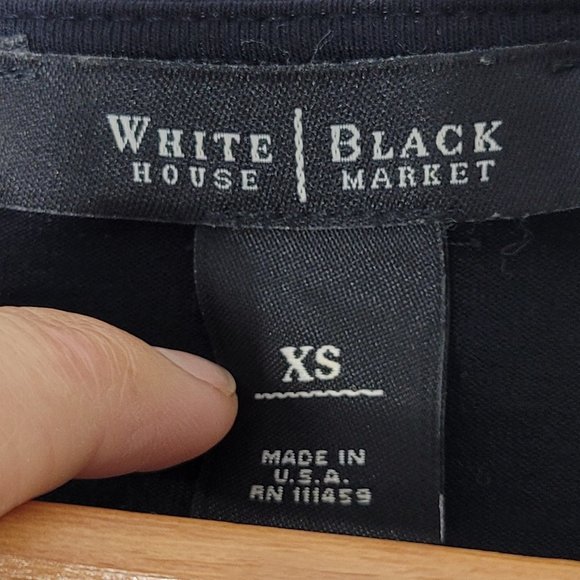 WHITE | BLACK
HOUSE MARKET
XS
MADE IN
U.S.A.
RN 111459